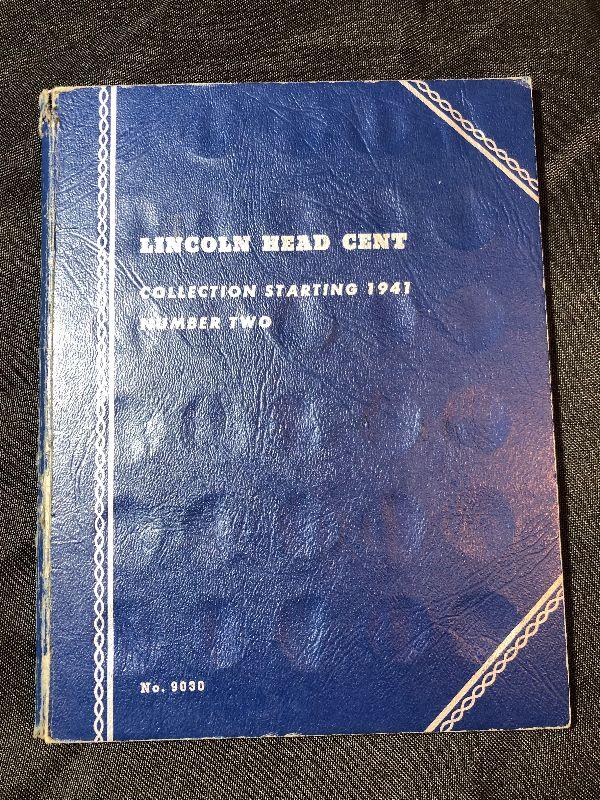 LINCOLN HEAD CENT
COLLECTION STARTING 1941
NUMBER TWO
No. 9030